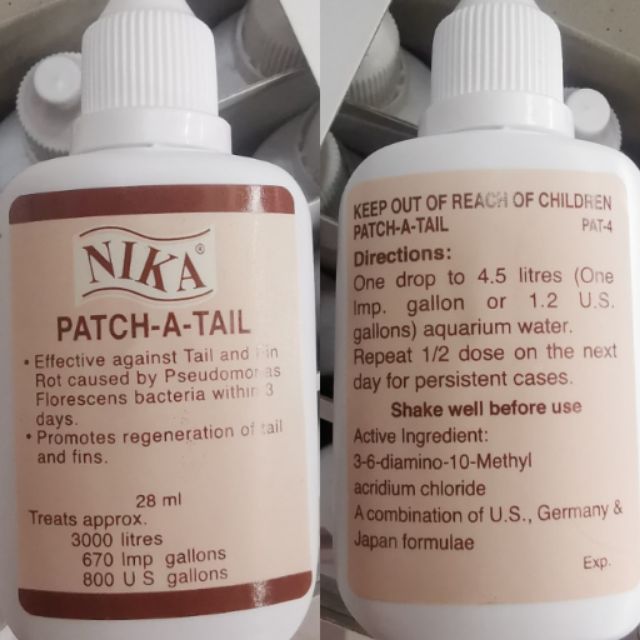 NIKA®
PATCH-A-TAIL
• Effective against Tail and Fin
Rot caused by Pseudomonas
Florescens bacteria within 3
days.
• Promotes regeneration of tail
and fins.
28 ml
Treats approx.
3000 litres
670 Imp gallons
800 U S gallons
KEEP OUT OF REACH OF CHILDREN
PATCH-A-TAIL PAT-4
Directions:
One drop to 4.5 litres (One
Imp. gallon or 1.2 U.S.
gallons) aquarium water.
Repeat 1/2 dose on the next
day for persistent cases.
Shake well before use
Active Ingredient:
3-6-diamino-10-Methyl
acridium chloride
A combination of U.S., Germany &
Japan formulae
Exp.